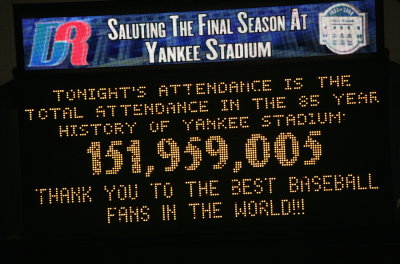 DR
SALUTING THE FINAL SEASON AT
YANKEE STADIUM
TONIGHT'S ATTENDANCE IS THE
TOTAL ATTENDANCE IN THE 85 YEAR
HISTORY OF YANKEE STADIUM:
151,959,005
THANK YOU TO THE BEST BASEBALL
FANS IN THE WORLD!!!